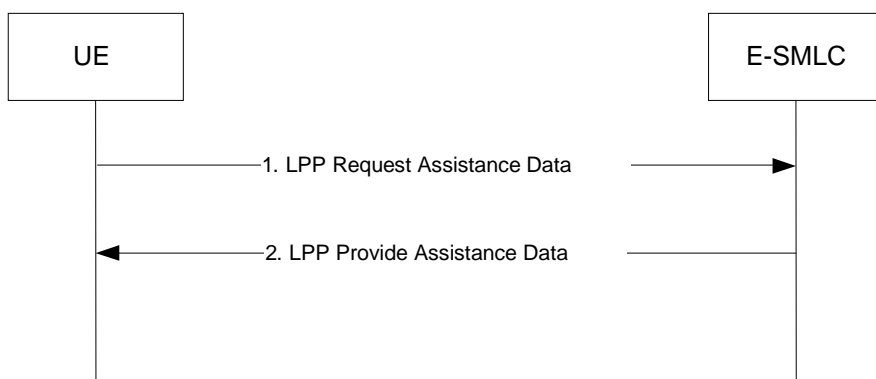 UE
E-SMLC
1. LPP Request Assistance Data
2. LPP Provide Assistance Data